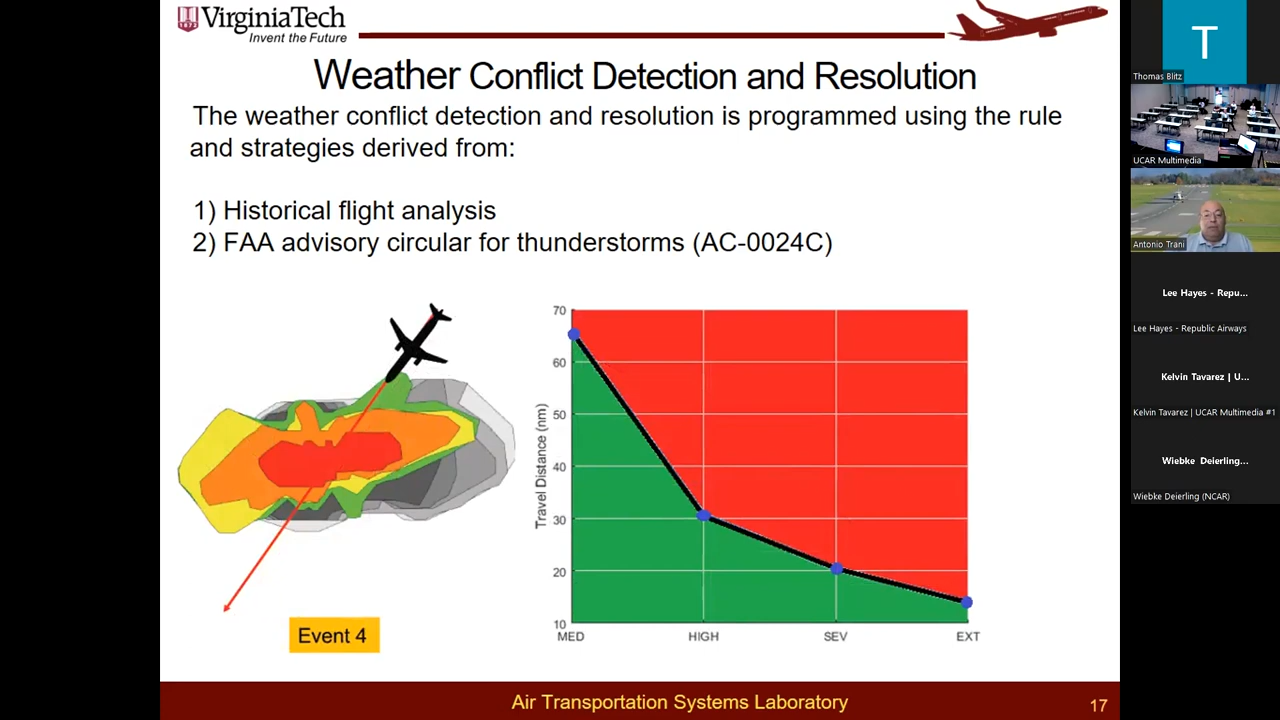 VirginiaTech
Invent the Future
Weather Conflict Detection and Resolution
The weather conflict detection and resolution is programmed using the rule
and strategies derived from:
1) Historical flight analysis
2) FAA advisory circular for thunderstorms (AC-0024C)
Event 4
Travel Distance (nm)
70
60
50
40
30
20
10
MED HIGH SEV EXT
Air Transportation Systems Laboratory
17
T
Thomas Blitz
UCAR Multimedia
Antonio Trani
Lee Hayes - Repu...
Lee Hayes - Republic Airways
Kelvin Tavarez | U...
Kelvin Tavarez | UCAR Multimedia #1
Wiebke Deierling...
Wiebke Deierling (NCAR)